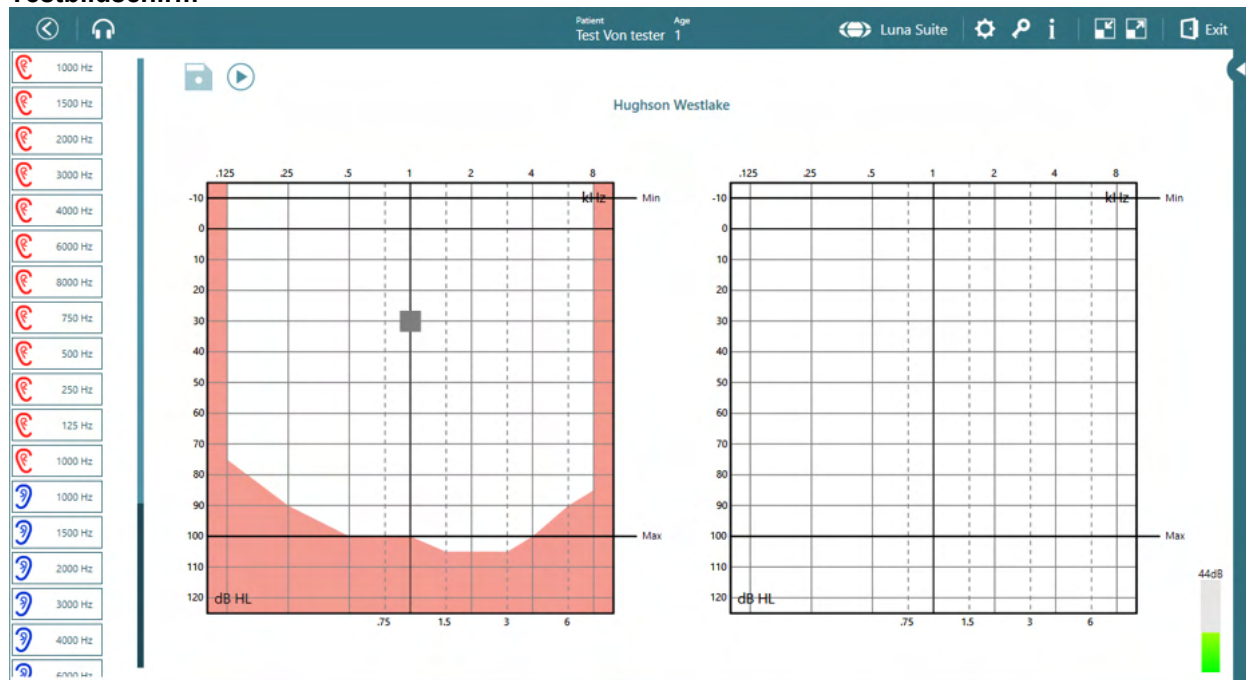 Testbildschirm
Patient Age
Test Von tester 1
Luna Suite
i
Exit
1000 Hz
1500 Hz
2000 Hz
3000 Hz
4000 Hz
6000 Hz
8000 Hz
750 Hz
500 Hz
250 Hz
125 Hz
1000 Hz
1000 Hz
1500 Hz
2000 Hz
3000 Hz
4000 Hz
6000 Hz
Hughson Westlake
.125 .25 .5 1 2 4 8
kHz
-10 Min
0
10
20
30
40
50
60
70
80
90
100 Max
110
120 dB HL
.75 1.5 3 6
.125 .25 .5 1 2 4 8
kHz
-10 Min
0
10
20
30
40
50
60
70
80
90
100 Max
110
120 dB HL
.75 1.5 3 6
44dB